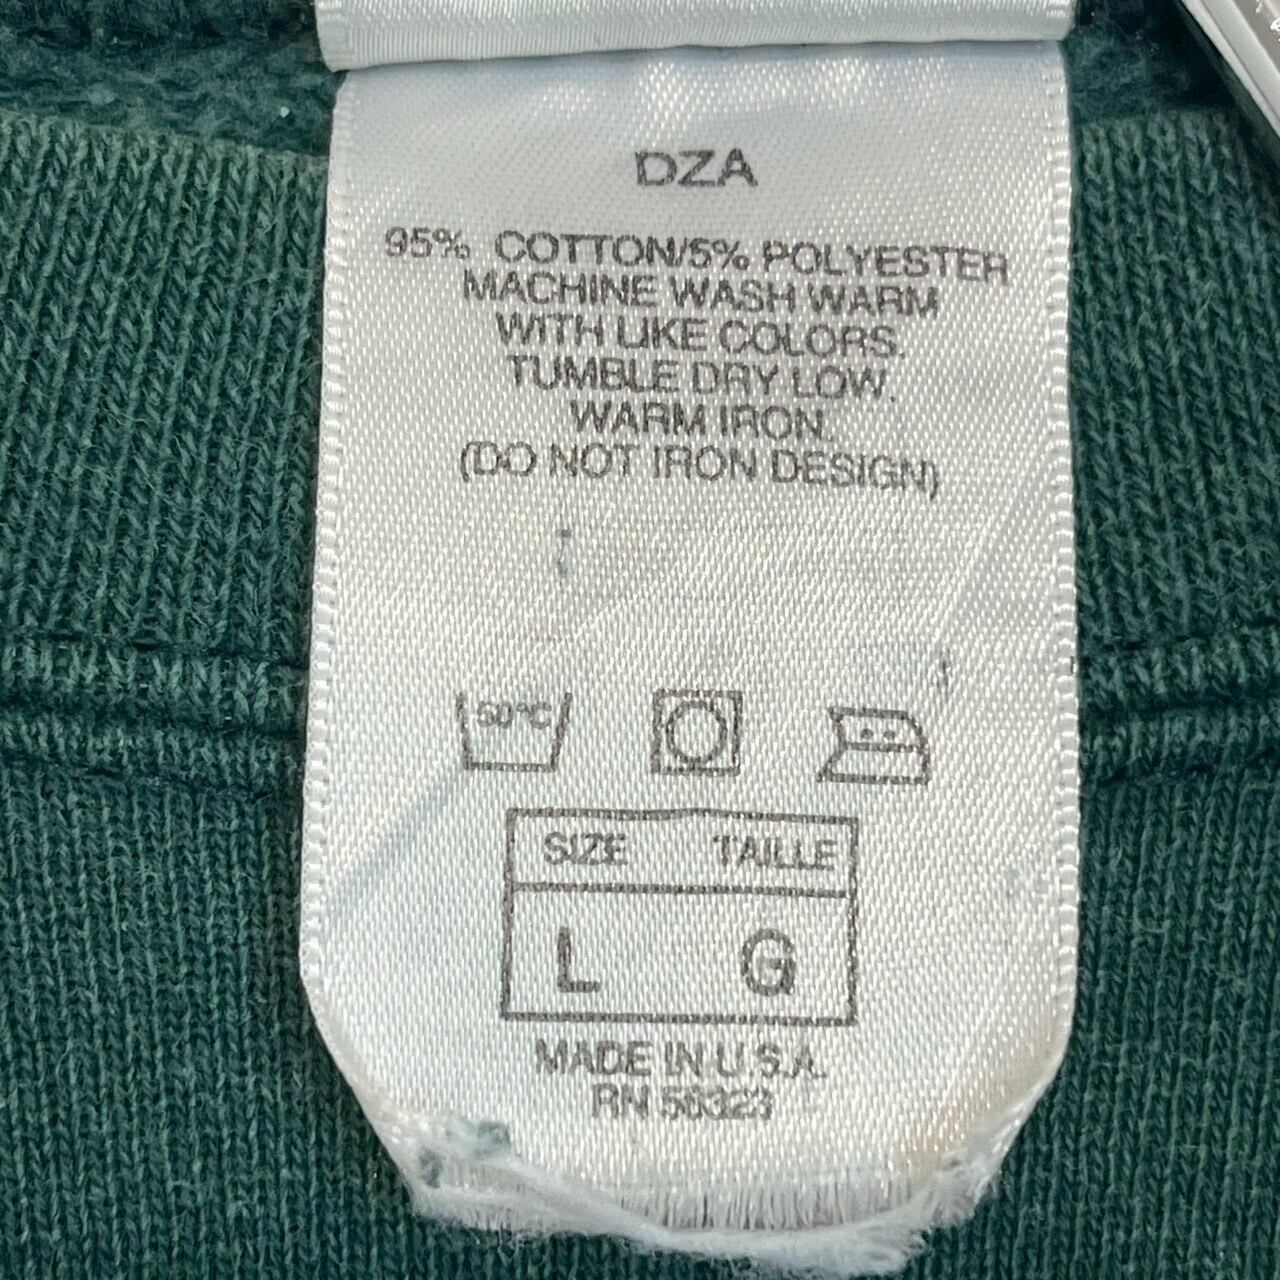 DZA
95% COTTON/5% POLYESTER
MACHINE WASH WARM
WITH LIKE COLORS.
TUMBLE DRY LOW.
WARM IRON.
(DO NOT IRON DESIGN)
50°C
SIZE TAILLE
L G
MADE IN U.S.A.
RN 56323